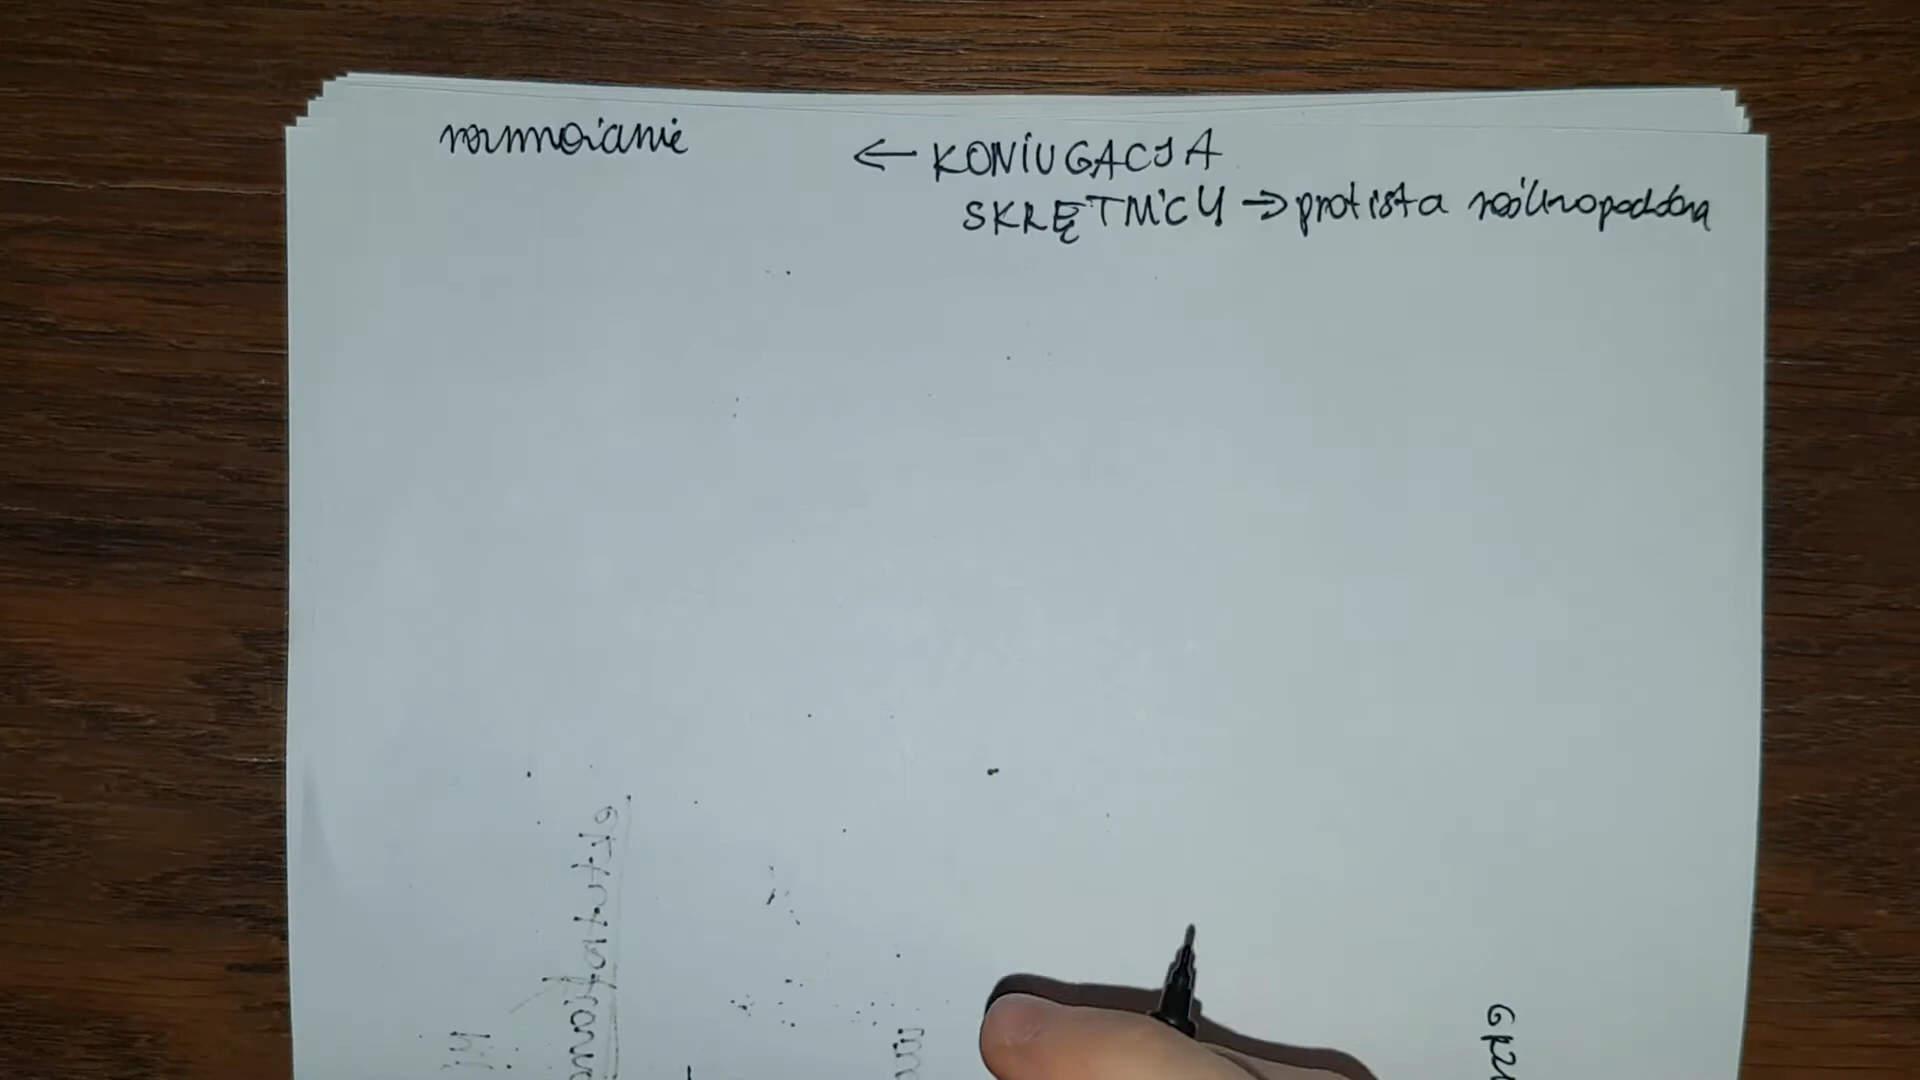 rozmnażanie
← KONIUGACJA
SKRĘTNICY → protista roślinopodobna